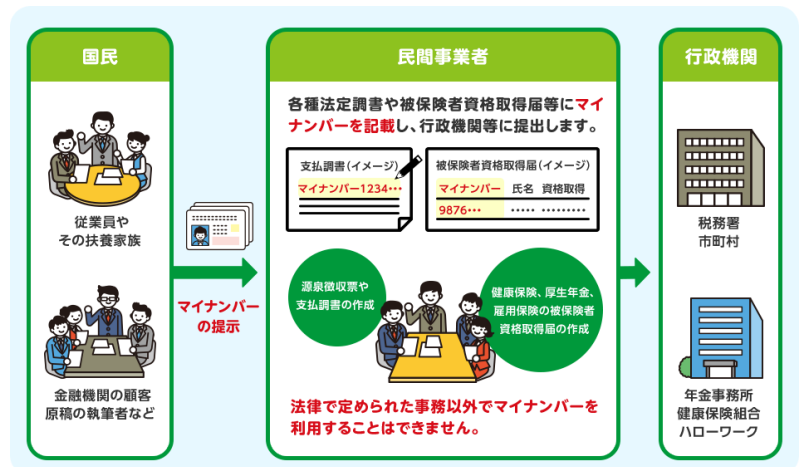 国民
従業員や
その扶養家族
金融機関の顧客
原稿の執筆者など
マイナンバー
の提示
民間事業者
各種法定調書や被保険者資格取得届等にマイ
ナンバーを記載し、行政機関等に提出します。
支払調書(イメージ)
マイナンバー1234・・・
被保険者資格取得届(イメージ)
マイナンバー 氏名 資格取得
9876・・・ ・・・・・ ・・・・・・・・・
源泉徴収票や
支払調書の作成
健康保険、厚生年金、
雇用保険の被保険者
資格取得届の作成
法律で定められた事務以外でマイナンバーを
利用することはできません。
行政機関
税務署
市町村
年金事務所
健康保険組合
ハローワーク